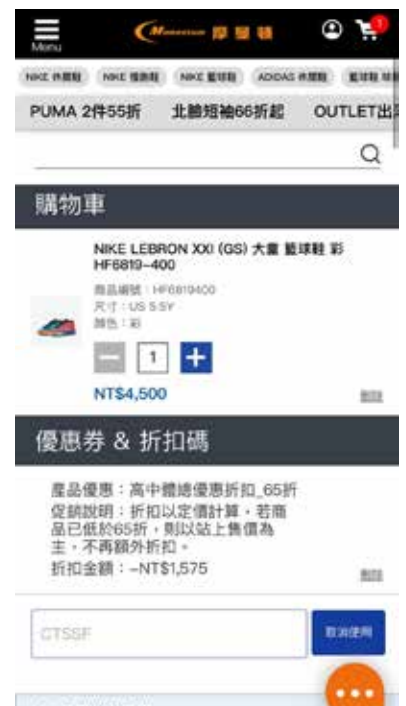 Menu
Momentum 摩曼頓
1
NIKE 休閒鞋 NIKE 慢跑鞋 NIKE 籃球鞋 ADIDAS 休閒鞋 籃球鞋
PUMA 2件55折 北臉短袖66折起 OUTLET出
購物車
NIKE LEBRON XXI (GS) 大童 籃球鞋 彩
HF6819-400
商品編號：HF6819400
尺寸：US 5.5Y
顏色：彩
1
NT$4,500
刪除
優惠券 & 折扣碼
產品優惠：高中體總優惠折扣_65折
促銷說明：折扣以定價計算，若商
品已低於65折，則以站上售價為
主，不再額外折扣。
折扣金額：-NT$1,575
刪除
CTSSF
取消使用